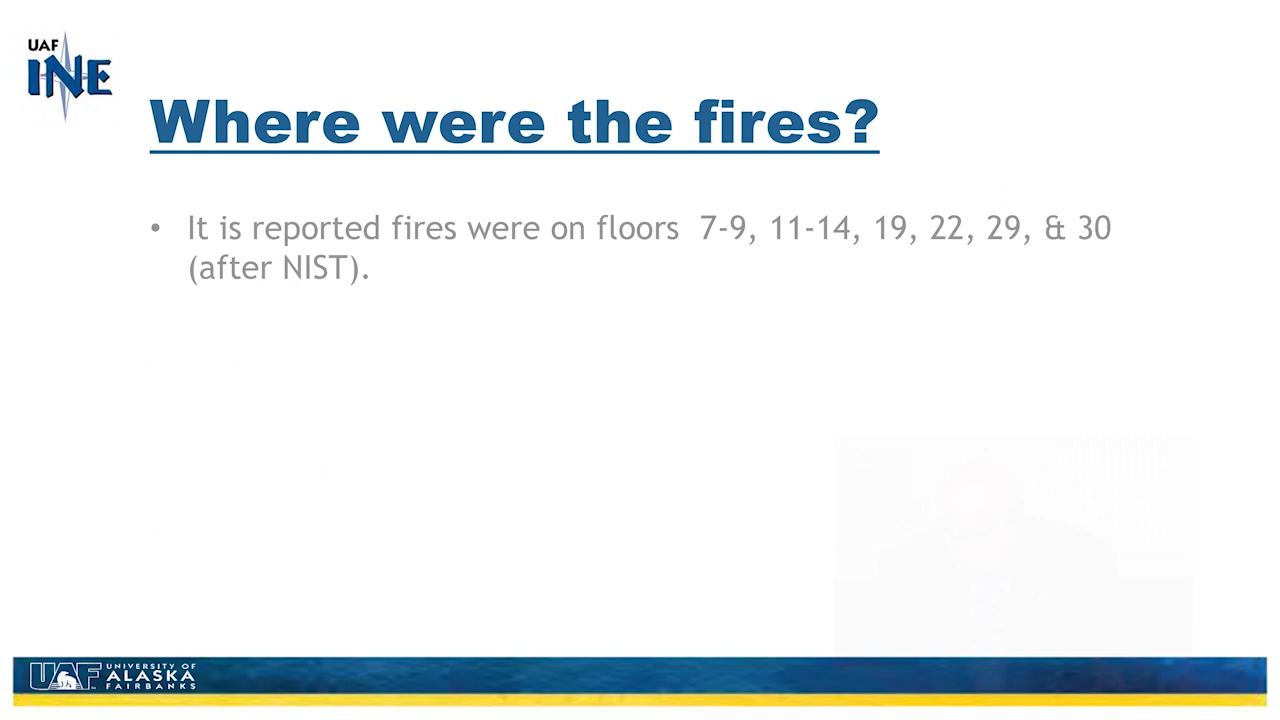 UAF
INE
Where were the fires?
• It is reported fires were on floors  7-9, 11-14, 19, 22, 29, & 30
(after NIST).
UAF UNIVERSITY OF
ALASKA
FAIRBANKS